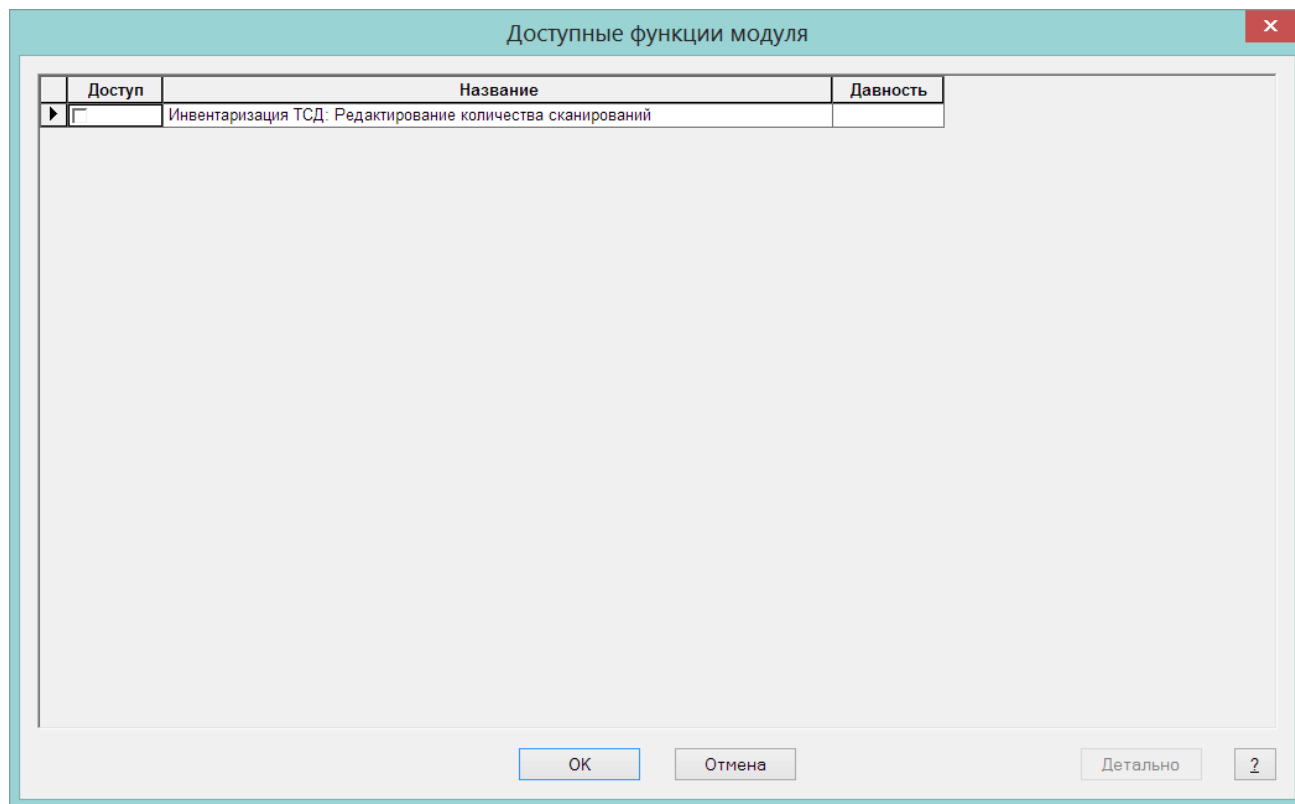 Доступные функции модуля
Доступ Название Давность
Инвентаризация ТСД: Редактирование количества сканирований
OK Отмена Детально ?